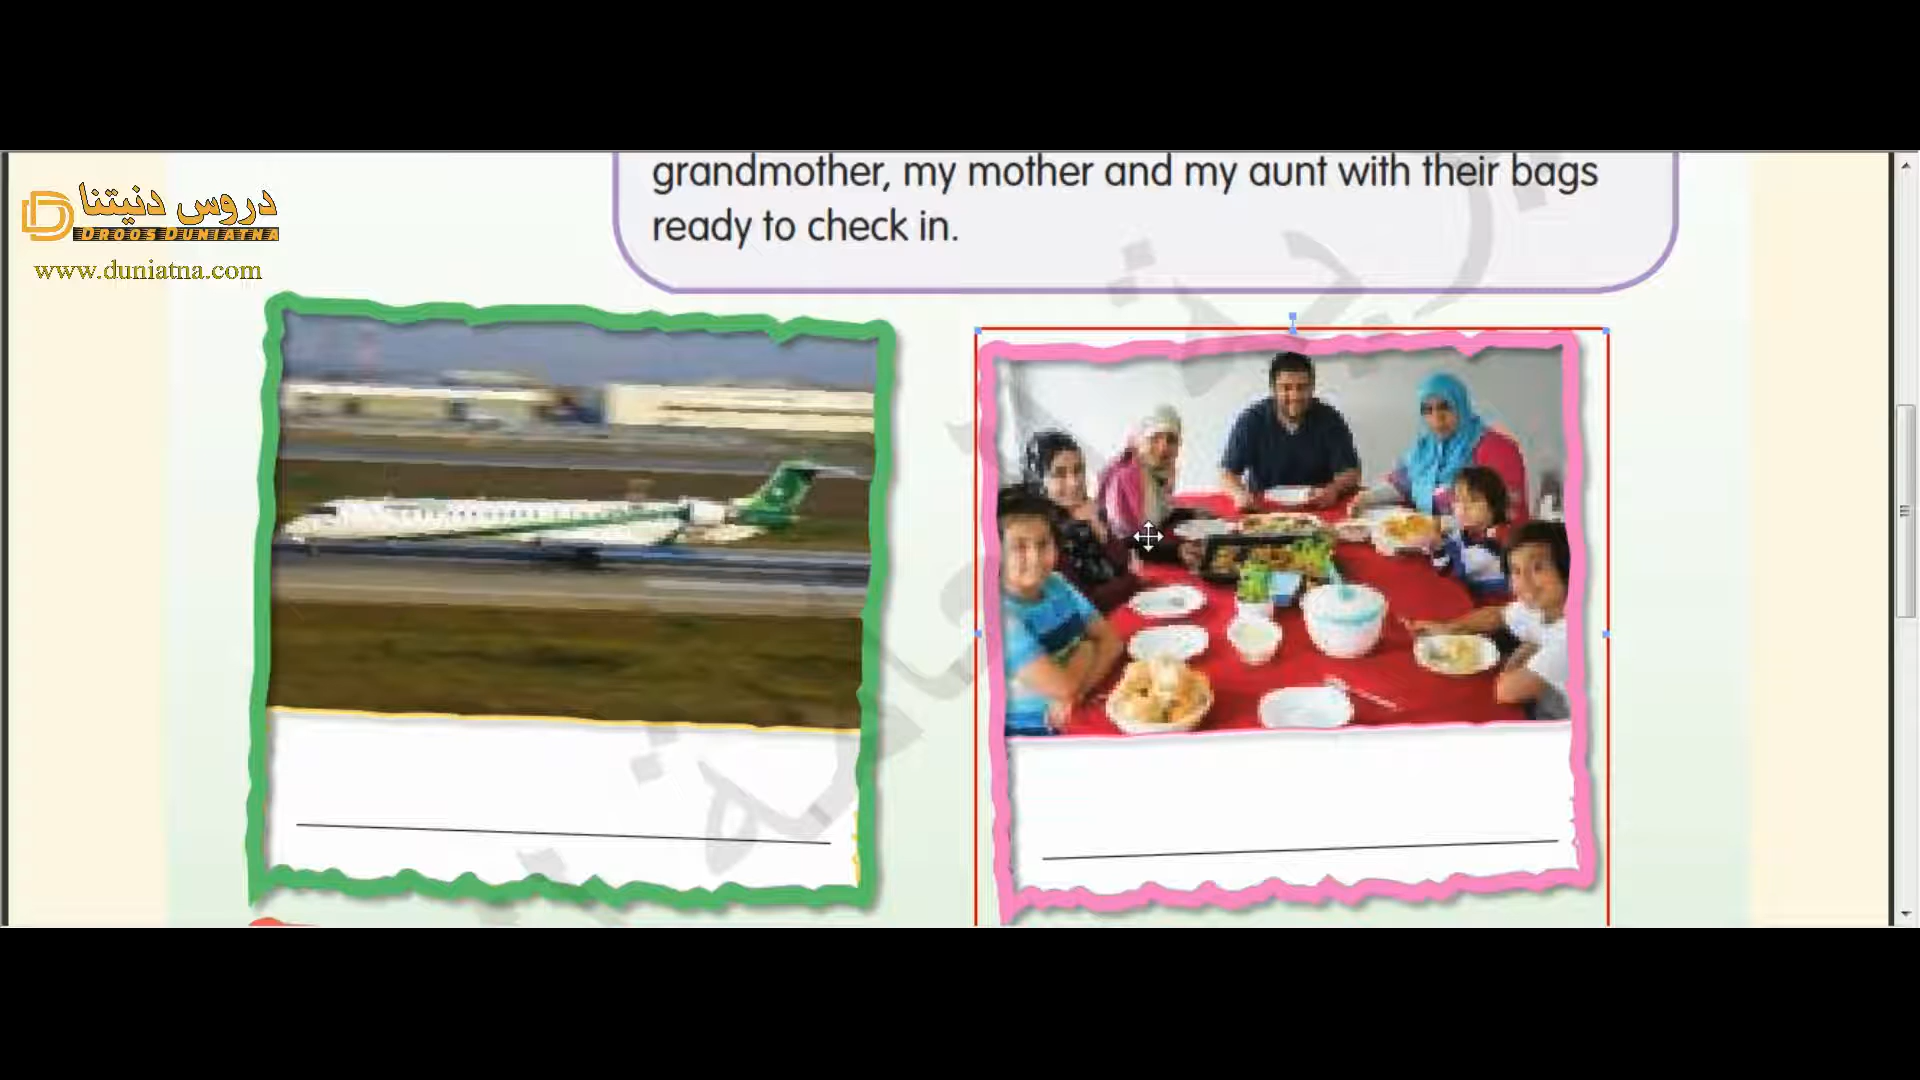 grandmother, my mother and my aunt with their bags
ready to check in.
دروس دنيتنا
DROOS DUNIATNA
www.duniatna.com